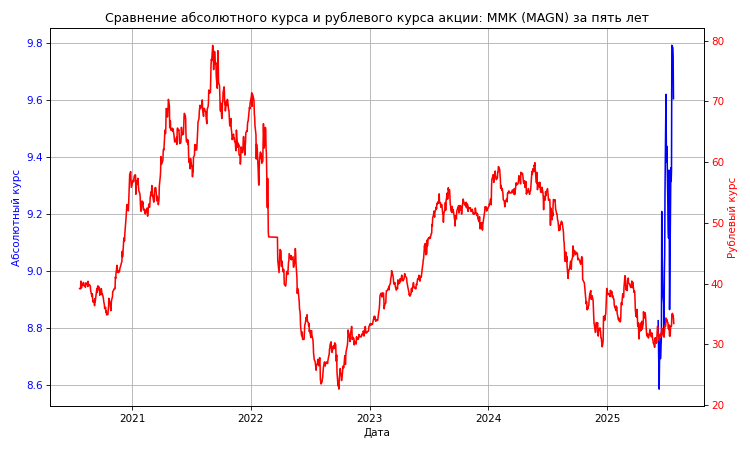 Сравнение абсолютного курса и рублевого курса акции: ММК (MAGN) за пять лет
9.8
9.6
9.4
9.2
9.0
8.8
8.6
Абсолютный курс
80
70
60
50
40
30
20
Рублевый курс
2021 2022 2023 2024 2025
Дата